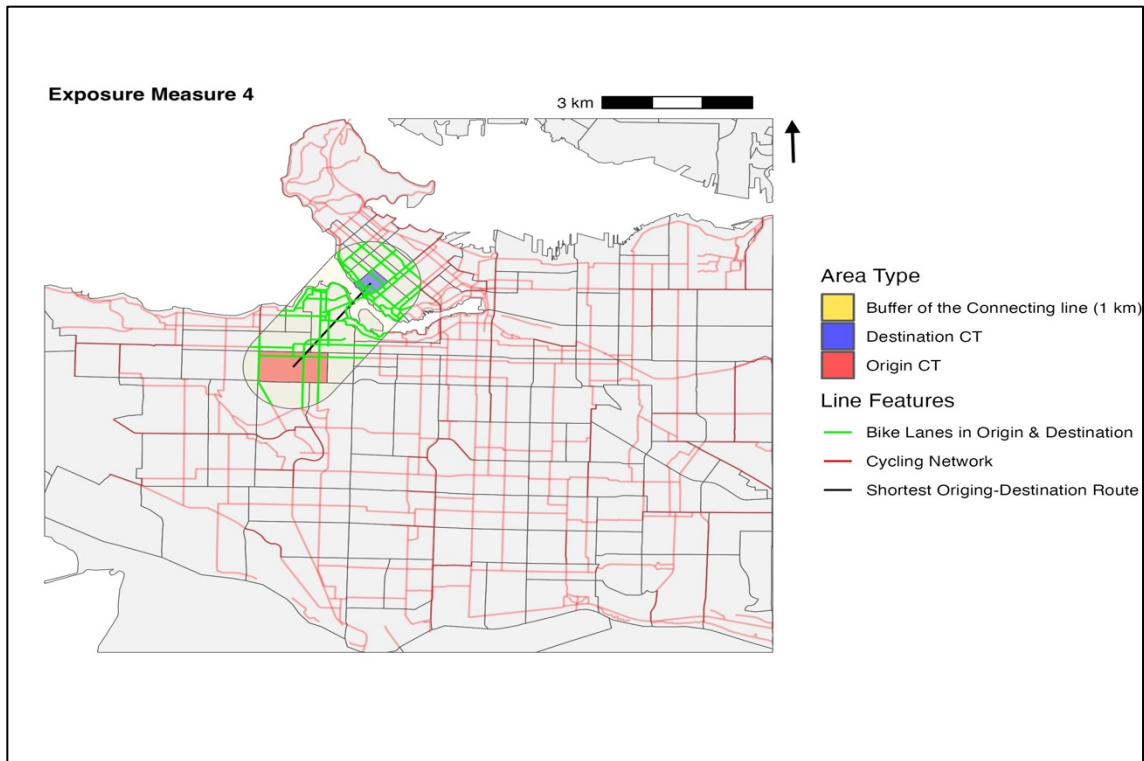 Exposure Measure 4
3 km
Area Type
Buffer of the Connecting line (1 km)
Destination CT
Origin CT
Line Features
Bike Lanes in Origin & Destination
Cycling Network
Shortest Origing-Destination Route